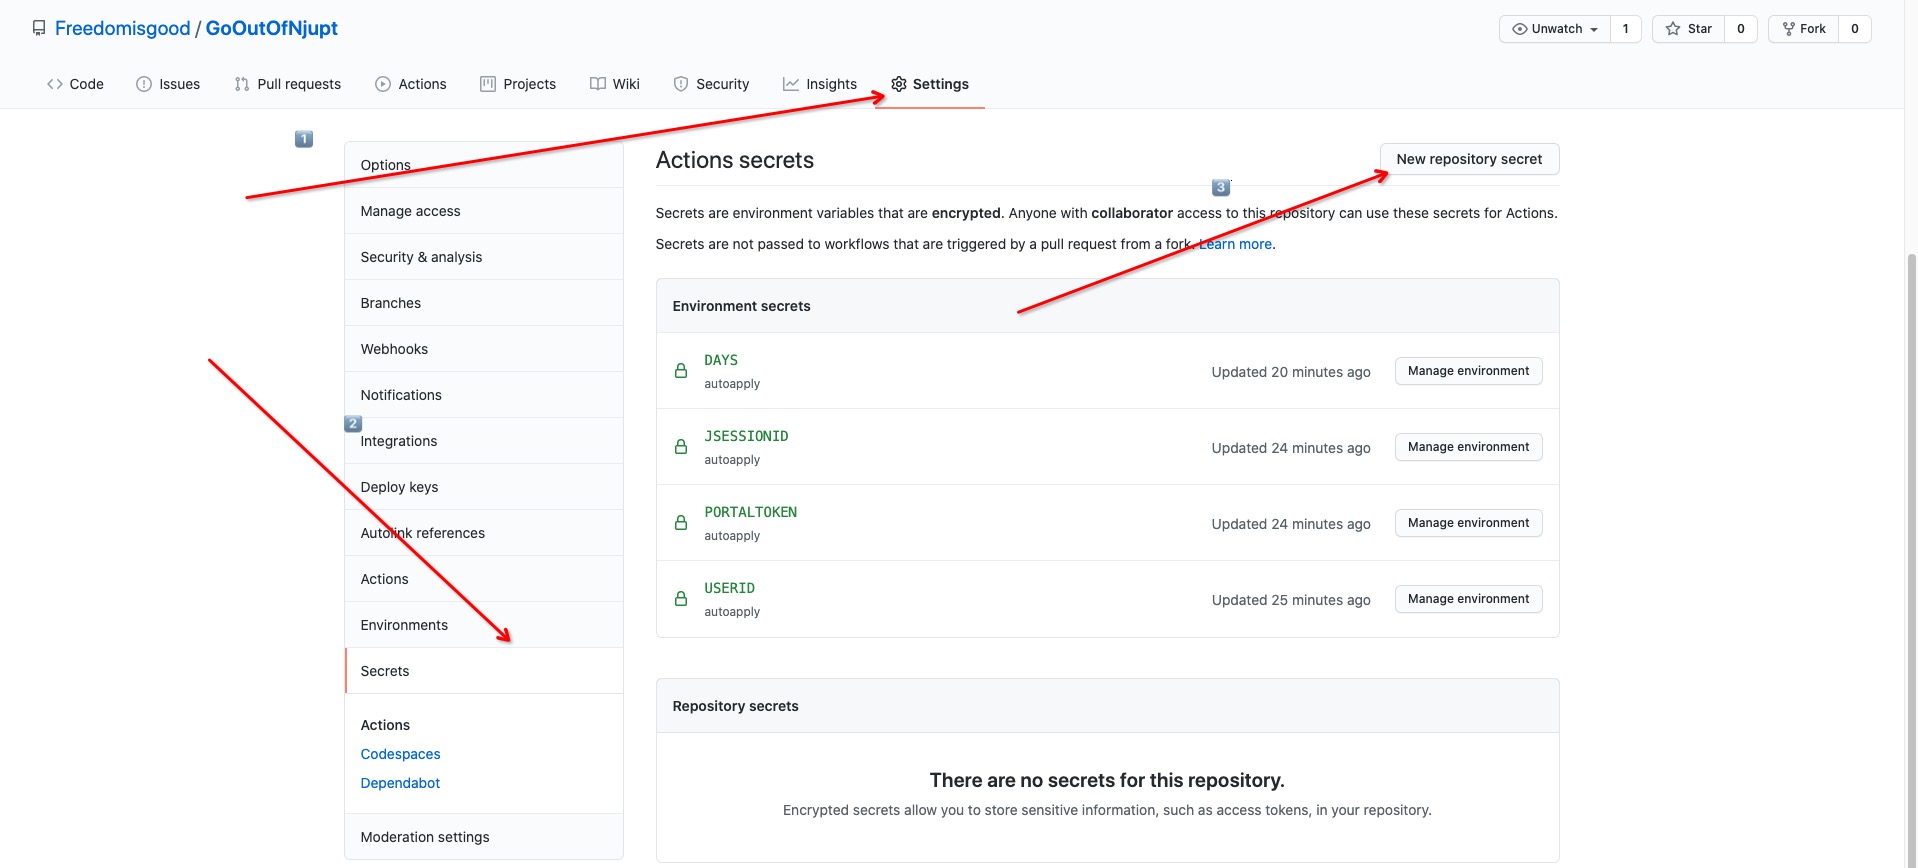 Freedomisgood / GoOutOfNjupt
Unwatch 1 Star 0 Fork 0
Code Issues Pull requests Actions Projects Wiki Security Insights Settings
1
Options
Manage access
Security & analysis
Branches
Webhooks
Notifications
2
Integrations
Deploy keys
Autolink references
Actions
Environments
Secrets
Actions
Codespaces
Dependabot
Moderation settings
Actions secrets
New repository secret
3
Secrets are environment variables that are encrypted. Anyone with collaborator access to this repository can use these secrets for Actions.
Secrets are not passed to workflows that are triggered by a pull request from a fork. Learn more.
Environment secrets
DAYS
autoapply
Updated 20 minutes ago Manage environment
JSESSIONID
autoapply
Updated 24 minutes ago Manage environment
PORTALTOKEN
autoapply
Updated 24 minutes ago Manage environment
USERID
autoapply
Updated 25 minutes ago Manage environment
Repository secrets
There are no secrets for this repository.
Encrypted secrets allow you to store sensitive information, such as access tokens, in your repository.